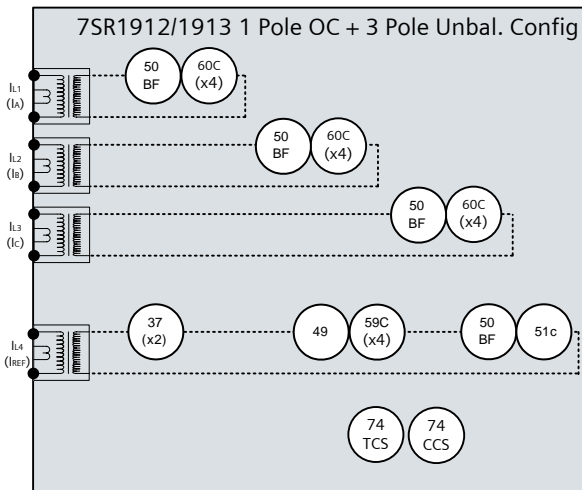 7SR1912/1913 1 Pole OC + 3 Pole Unbal. Config
IL1
(IA)
50
BF
60C
(x4)
IL2
(IB)
50
BF
60C
(x4)
IL3
(IC)
50
BF
60C
(x4)
IL4
(IREF)
37
(x2)
49
59C
(x4)
50
BF
51c
74
TCS
74
CCS